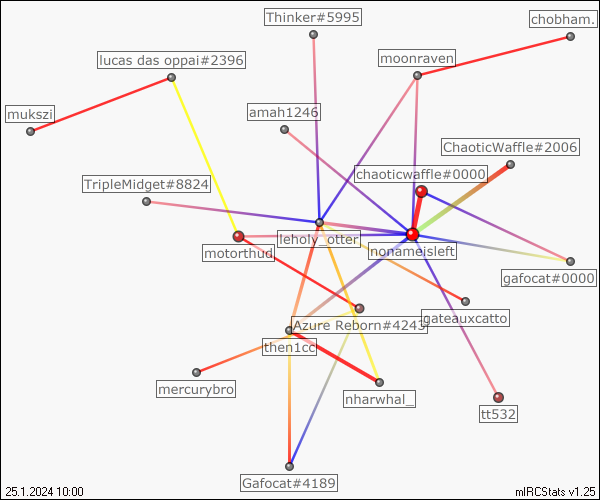 Thinker#5995
chobham.
lucas das oppai#2396
moonraven
mukszi
amah1246
ChaoticWaffle#2006
chaoticwaffle#0000
TripleMidget#8824
leholy_otter
motorthud
nonameisleft
gafocat#0000
Azure Reborn#4243
gateauxcatto
then1cc
mercurybro
nharwhal_
tt532
Gafocat#4189
25.1.2024 10:00
mIRCStats v1.25